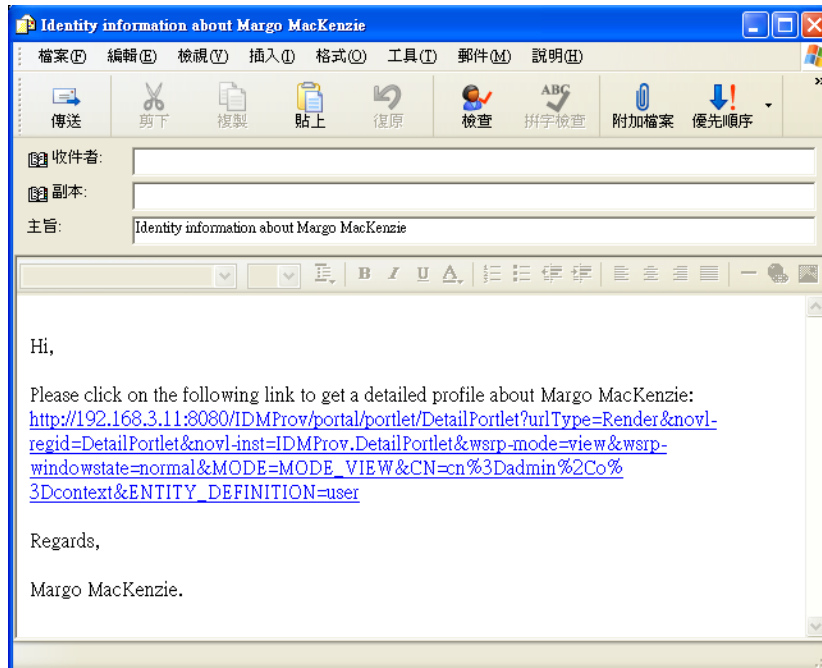 Identity information about Margo MacKenzie
檔案(F) 編輯(E) 檢視(V) 插入(I) 格式(O) 工具(T) 郵件(M) 說明(H)
傳送 剪下 複製 貼上 復原 檢查 拼字檢查 附加檔案 優先順序
收件者:
副本:
主旨: Identity information about Margo MacKenzie
Hi,
Please click on the following link to get a detailed profile about Margo MacKenzie:
http://192.168.3.11:8080/IDMProv/portal/portlet/DetailPortlet?urlType=Render&novl-
regid=DetailPortlet&novl-inst=IDMProv.DetailPortlet&wsrp-mode=view&wsrp-
windowstate=normal&MODE=MODE_VIEW&CN=cn%3Dadmin%2Co%
3Dcontext&ENTITY_DEFINITION=user
Regards,
Margo MacKenzie.